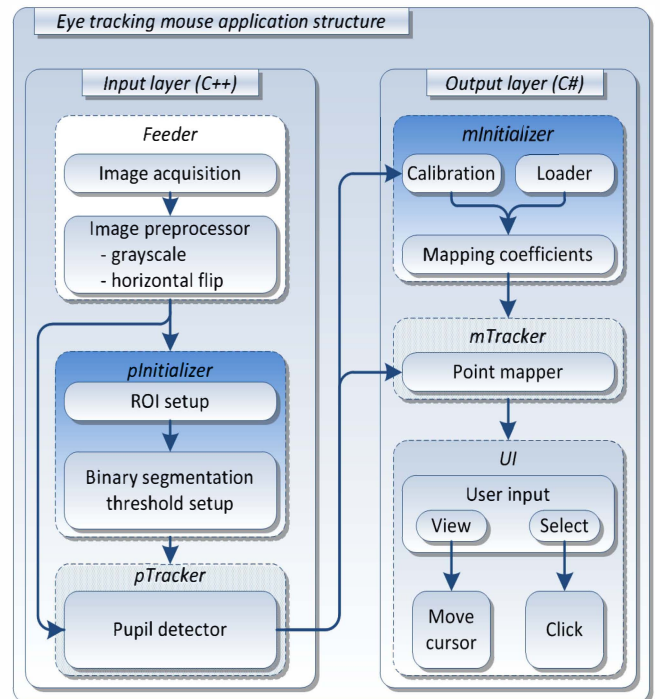 Eye tracking mouse application structure
Input layer (C++)
Feeder
Image acquisition
Image preprocessor
- grayscale
- horizontal flip
pInitializer
ROI setup
Binary segmentation
threshold setup
pTracker
Pupil detector
Output layer (C#)
mInitializer
Calibration
Loader
Mapping coefficients
mTracker
Point mapper
UI
User input
View
Select
Move
cursor
Click